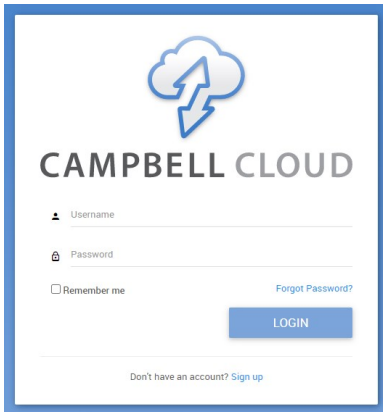 CAMPBELL CLOUD
Username
Password
Remember me
Forgot Password?
LOGIN
Don't have an account? Sign up